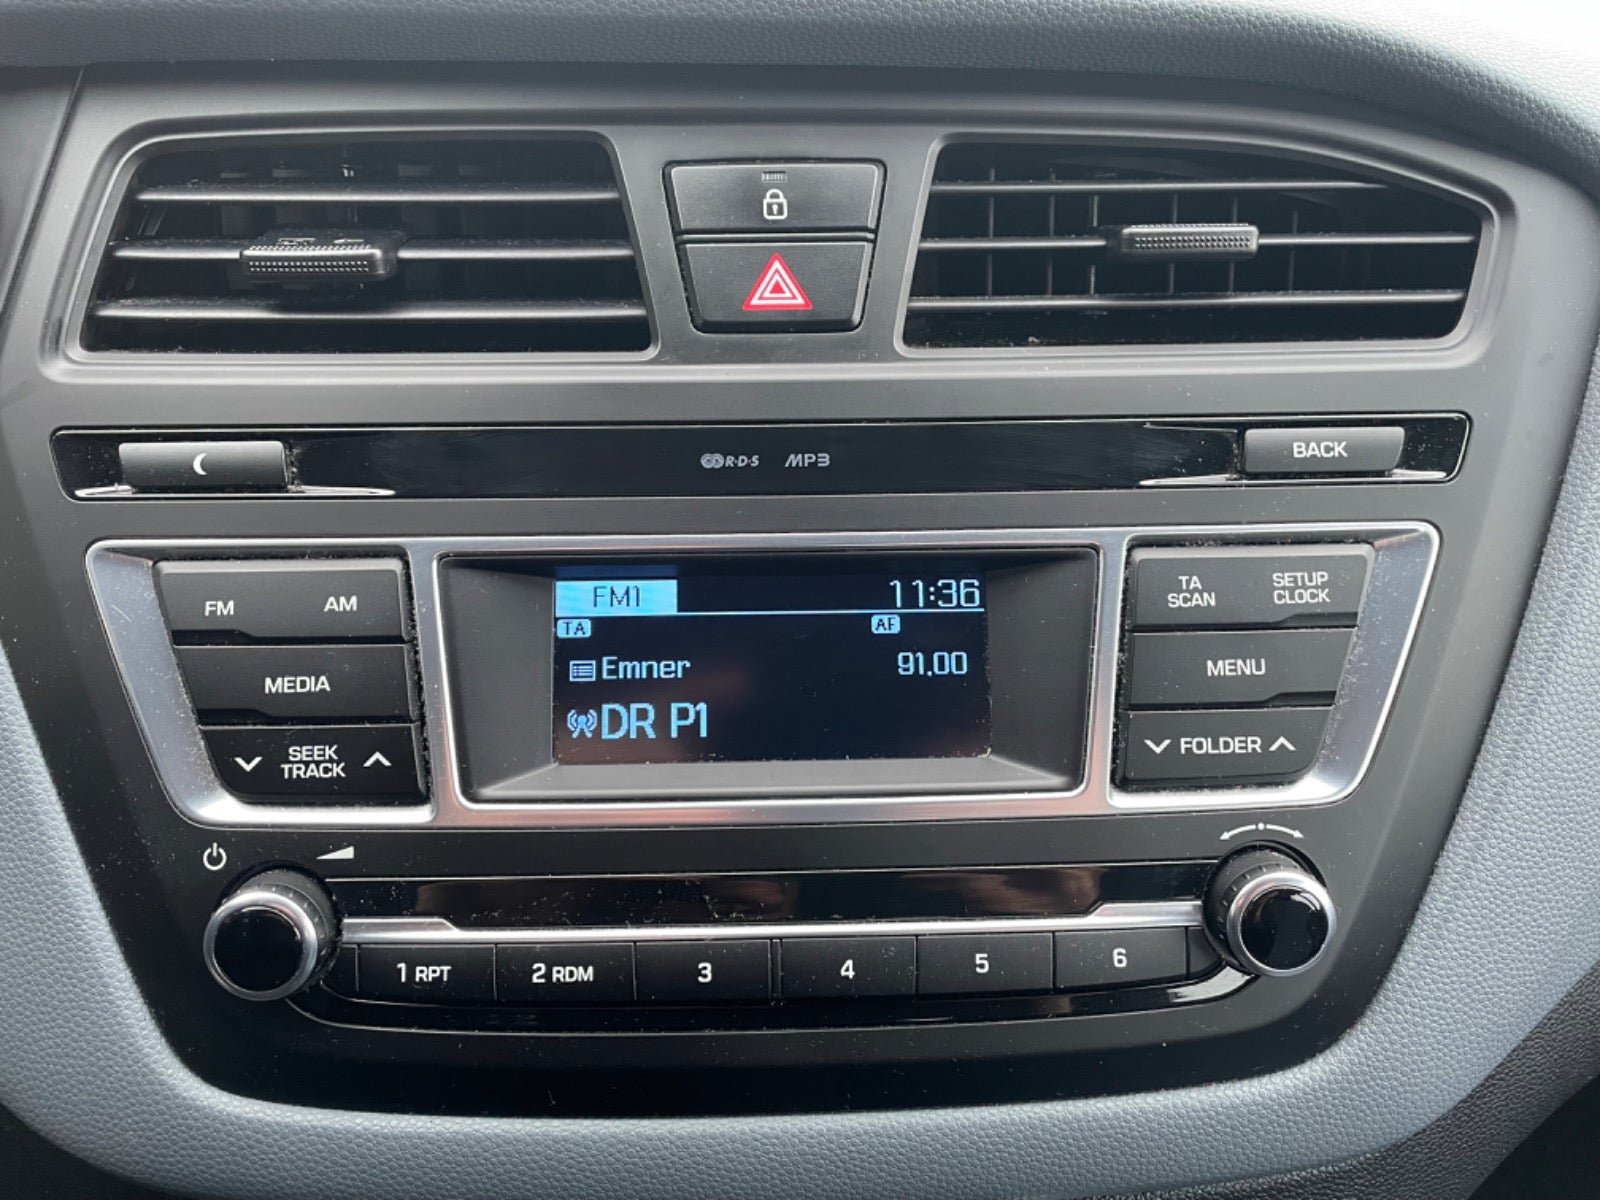 R·D·S MP3
BACK
FM AM
MEDIA
SEEK
TRACK
FM1 11:36
TA AF
Emner 91.00
DR P1
TA
SCAN
SETUP
CLOCK
MENU
FOLDER
1 RPT 2 RDM 3 4 5 6